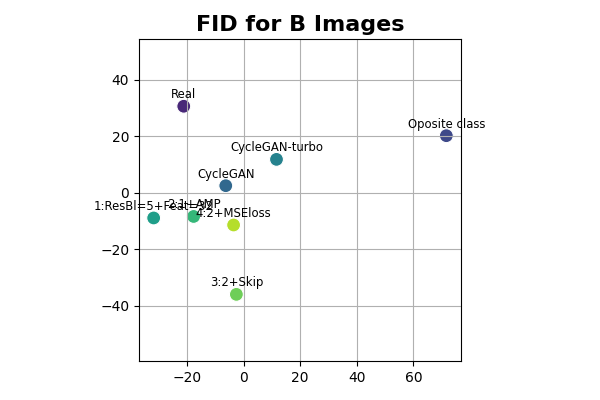 FID for B Images
40
20
0
−20
−40
Real
Oposite class
CycleGAN-turbo
CycleGAN
1:ResBl=5+Feat=32
2:1+AMP
4:2+MSEloss
3:2+Skip
−20
0
20
40
60